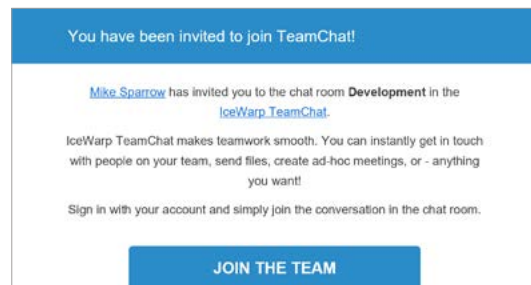 You have been invited to join TeamChat!
Mike Sparrow has invited you to the chat room Development in the
IceWarp TeamChat.
IceWarp TeamChat makes teamwork smooth. You can instantly get in touch
with people on your team, send files, create ad-hoc meetings, or - anything
you want!
Sign in with your account and simply join the conversation in the chat room.
JOIN THE TEAM